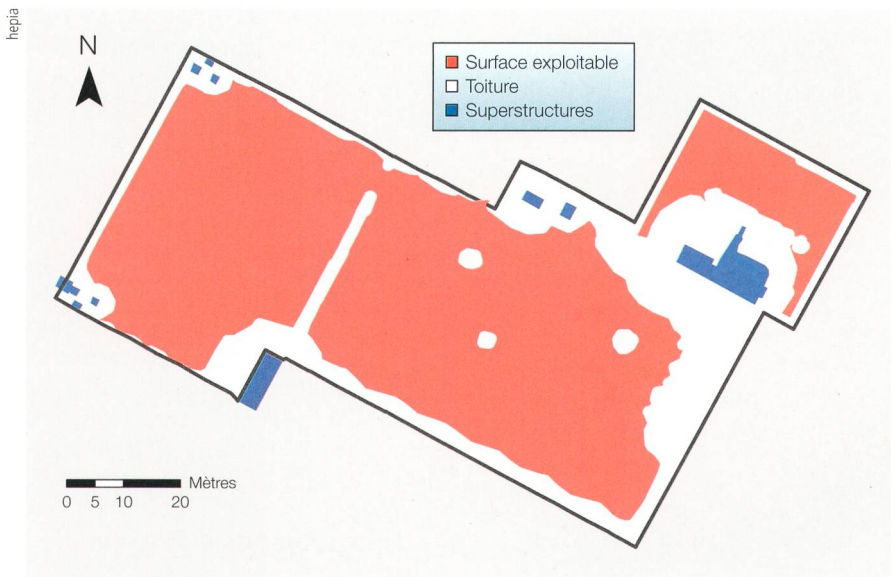 hepia
N
Surface exploitable
Toiture
Superstructures
Mètres
0 5 10 20